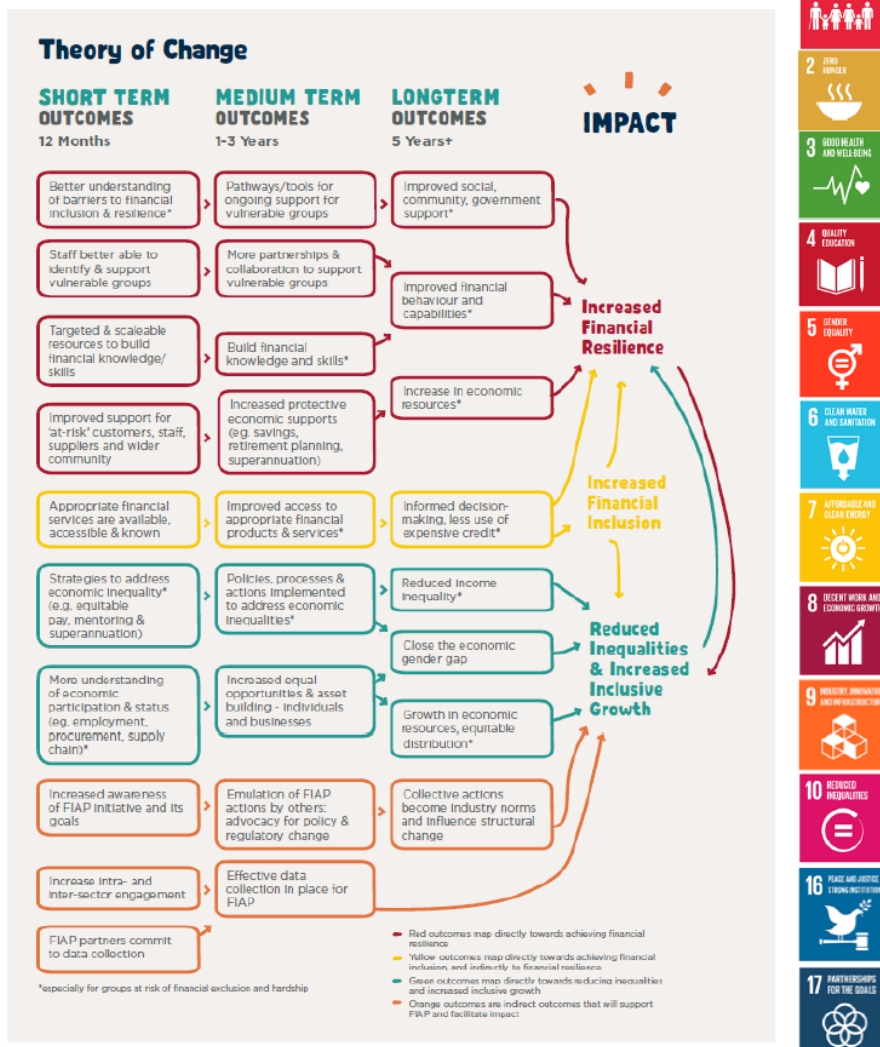 Theory of Change
SHORT TERM
OUTCOMES
12 Months
MEDIUM TERM
OUTCOMES
1-3 Years
LONGTERM
OUTCOMES
5 Years+
IMPACT
Better understanding
of barriers to financial
inclusion & resilience*
Pathways/tools for
ongoing support for
vulnerable groups
Improved social,
community, government
support*
Staff better able to
identify & support
vulnerable groups
More partnerships &
collaboration to support
vulnerable groups
Improved financial
behaviour and
capabilities*
Targeted & scaleable
resources to build
financial knowledge/
skills
Build financial
knowledge and skills*
Increase in economic
resources*
Improved support for
'at-risk' customers, staff,
suppliers and wider
community
Increased protective
economic supports
(eg. savings,
retirement planning,
superannuation)
Increased
Financial
Resilience
Appropriate financial
services are available,
accessible & known
Improved access to
appropriate financial
products & services*
Informed decision-
making, less use of
expensive credit*
Increased
Financial
Inclusion
Strategies to address
economic inequality*
(e.g. equitable
pay, mentoring &
superannuation)
Policies, processes &
actions implemented
to address economic
inequalities*
Reduced income
inequality*
Close the economic
gender gap
More understanding
of economic
participation & status
(eg. employment,
procurement, supply
chain)*
Increased equal
opportunities & asset
building - individuals
and businesses
Growth in economic
resources, equitable
distribution*
Reduced
Inequalities
& Increased
Inclusive
Growth
Increased awareness
of FIAP initiative and its
goals
Emulation of FIAP
actions by others:
advocacy for policy &
regulatory change
Collective actions
become industry norms
and influence structural
change
Increase intra- and
inter-sector engagement
Effective data
collection in place for
FIAP
FIAP partners commit
to data collection
*especially for groups at risk of financial exclusion and hardship
Red outcomes map directly towards achieving financial
resilience
Yellow outcomes map directly towards achieving financial
inclusion, and indirectly to financial resilience
Green outcomes map directly towards reducing inequalities
and increased inclusive growth
Orange outcomes are indirect outcomes that will support
FIAP and facilitate impact
2 ZERO
HUNGER
3 GOOD HEALTH
AND WELL-BEING
4 QUALITY
EDUCATION
5 GENDER
EQUALITY
6 CLEAN WATER
AND SANITATION
7 AFFORDABLE AND
CLEAN ENERGY
8 DECENT WORK AND
ECONOMIC GROWTH
9 INDUSTRY, INNOVATION
AND INFRASTRUCTURE
10 REDUCED
INEQUALITIES
16 PEACE AND JUSTICE
STRONG INSTITUTIONS
17 PARTNERSHIPS
FOR THE GOALS